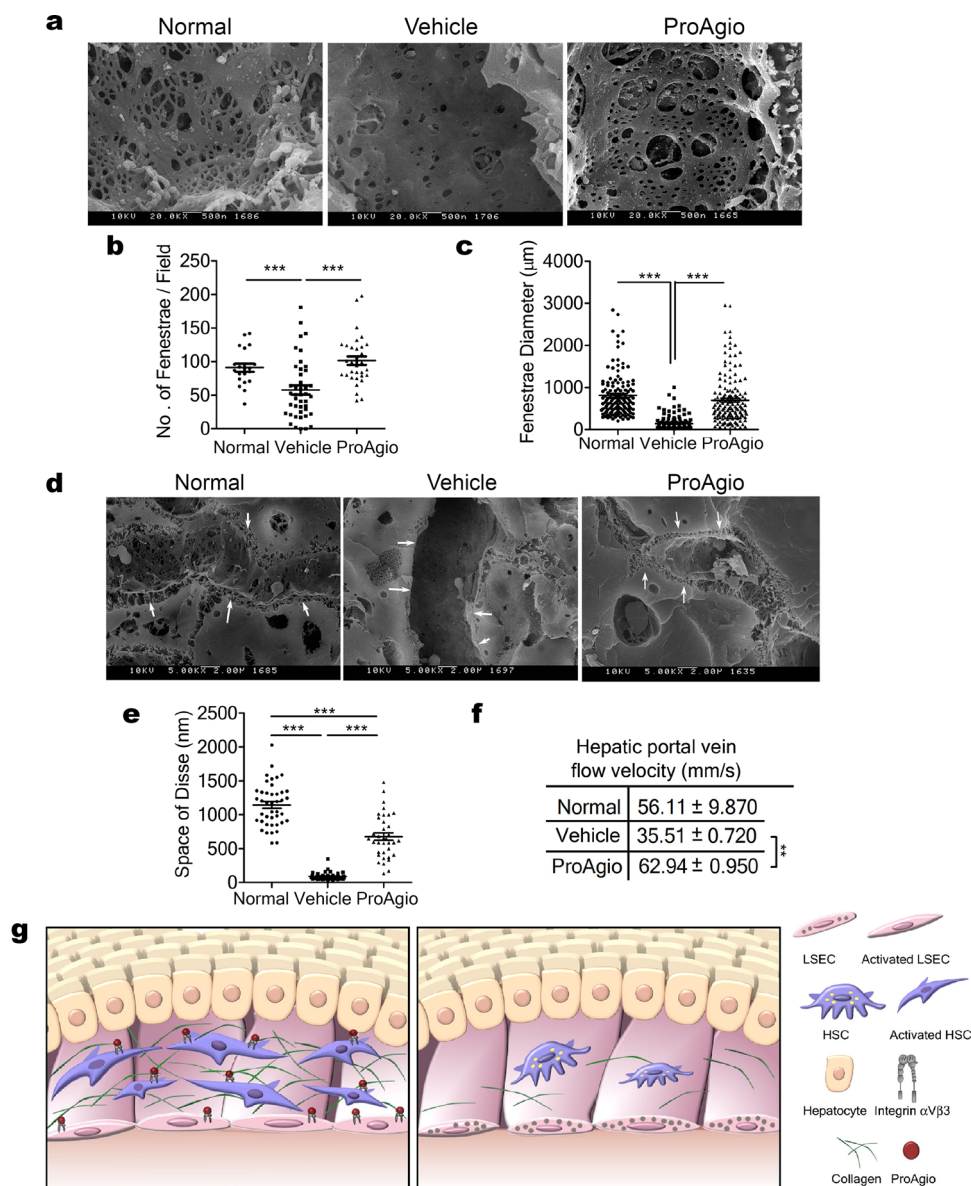 a
Normal
Vehicle
ProAgio
10KV 20.0KX 500n 1686
10KV 20.0KX 500n 1706
10KV 20.0KX 500n 1665
b
No. of Fenestrae / Field
250
200
150
100
50
0
Normal Vehicle ProAgio
*** ***
c
Fenestrae Diameter (µm)
4000
3000
2000
1000
0
Normal Vehicle ProAgio
*** ***
d
Normal
Vehicle
ProAgio
10KV 5.00KX 2.00µ 1685
10KV 5.00KX 2.00µ 1697
10KV 5.00KX 2.00µ 1635
e
Space of Disse (nm)
2500
2000
1500
1000
500
0
Normal Vehicle ProAgio
***
*** ***
f
Hepatic portal vein
flow velocity (mm/s)
Normal 56.11 ± 9.870
Vehicle 35.51 ± 0.720
ProAgio 62.94 ± 0.950
**
g
LSEC
Activated LSEC
HSC
Activated HSC
Hepatocyte
Integrin αVβ3
Collagen
ProAgio